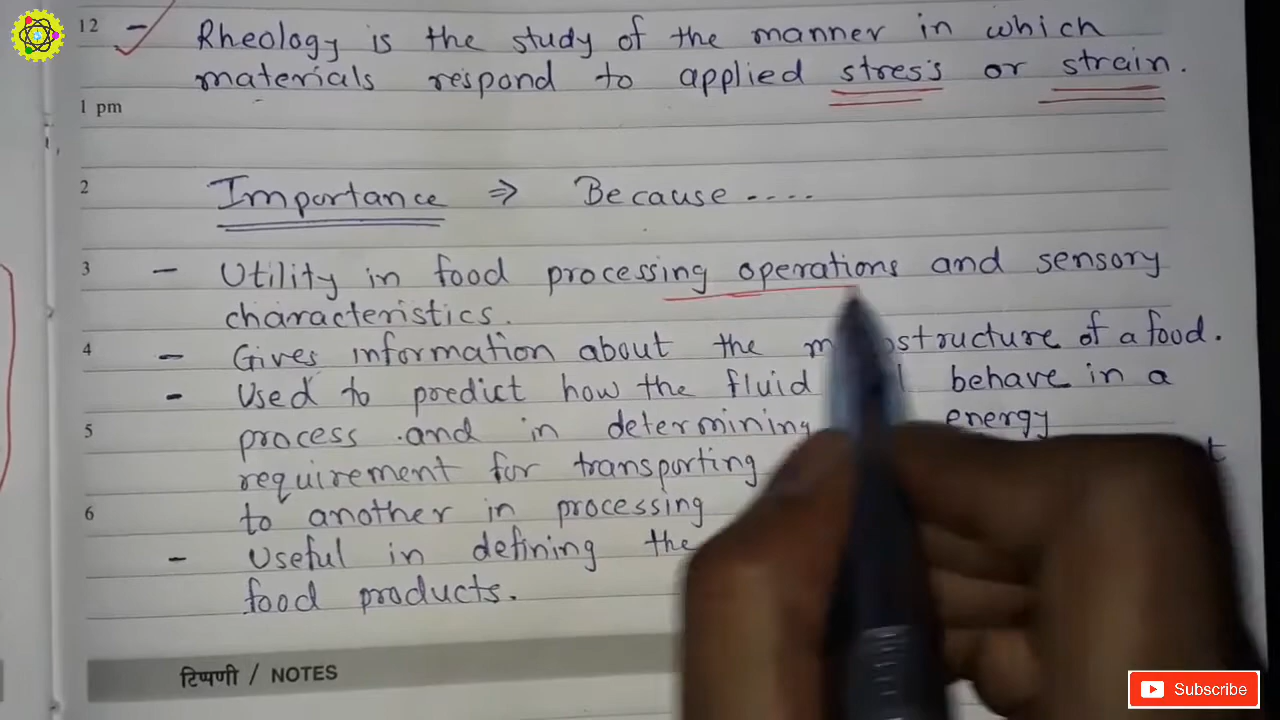 12 - Rheology is the study of the manner in which
materials respond to applied stress or strain.
1 pm
2 Importance ⇒ Because ....
3 - Utility in food processing operations and sensory
characteristics.
4 - Gives information about the structure of a food.
- Used to predict how the fluid behave in a
5 process and in determining energy
requirement for transporting
6 to another in processing
- Useful in defining the
food products.
टिप्पणी / NOTES
Subscribe